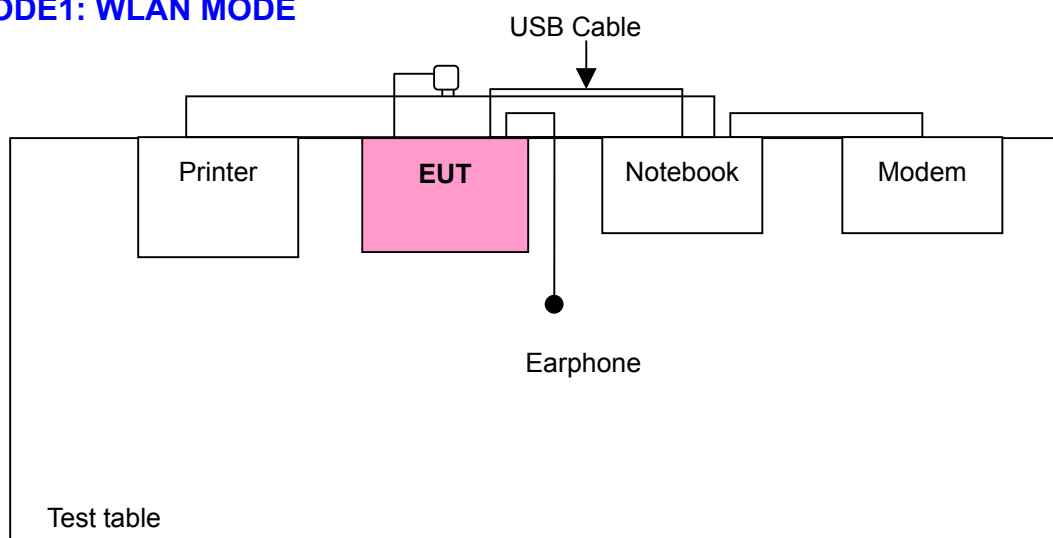 ODE1: WLAN MODE
USB Cable
Printer
EUT
Notebook
Modem
Earphone
Test table